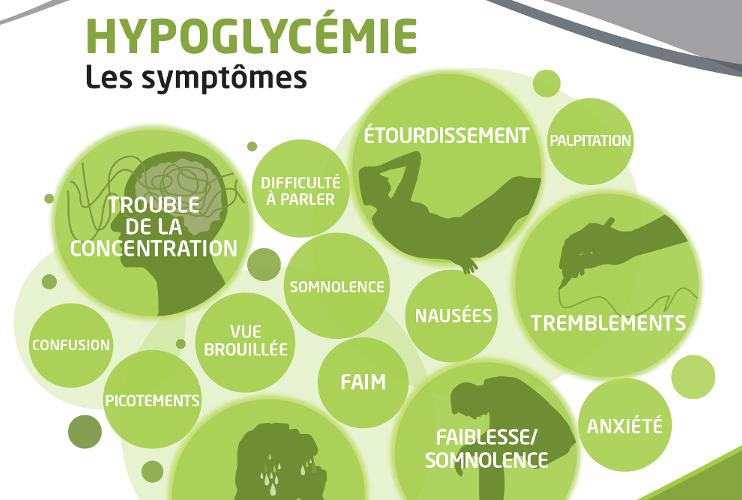 HYPOGLYCÉMIE
Les symptômes
ÉTOURDISSEMENT
PALPITATION
DIFFICULTÉ
À PARLER
TROUBLE
DE LA
CONCENTRATION
SOMNOLENCE
NAUSÉES
TREMBLEMENTS
CONFUSION
VUE
BROUILLÉE
FAIM
PICOTEMENTS
ANXIÉTÉ
FAIBLESSE/
SOMNOLENCE